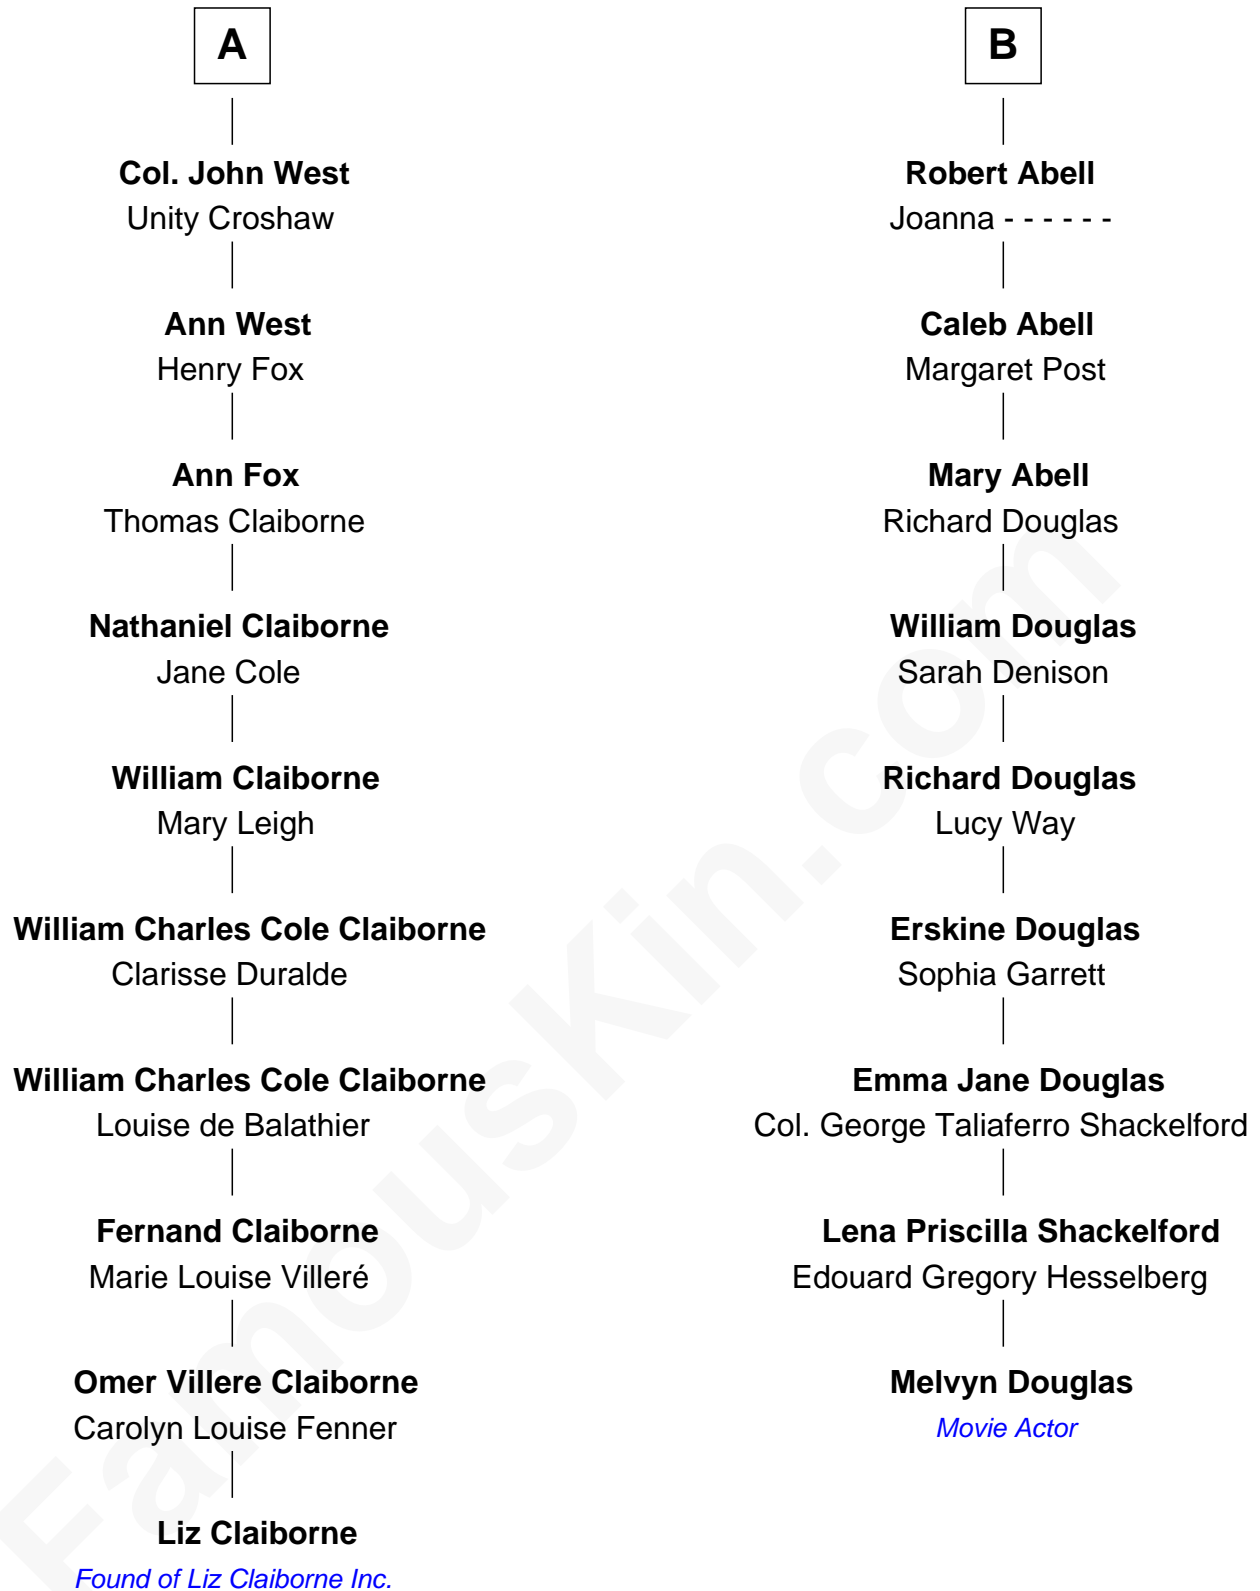 A
Col. John West
Unity Croshaw
Ann West
Henry Fox
Ann Fox
Thomas Claiborne
Nathaniel Claiborne
Jane Cole
William Claiborne
Mary Leigh
William Charles Cole Claiborne
Clarisse Duralde
William Charles Cole Claiborne
Louise de Balathier
Fernand Claiborne
Marie Louise Villeré
Omer Villere Claiborne
Carolyn Louise Fenner
Liz Claiborne
Found of Liz Claiborne Inc.
B
Robert Abell
Joanna - - - - - -
Caleb Abell
Margaret Post
Mary Abell
Richard Douglas
William Douglas
Sarah Denison
Richard Douglas
Lucy Way
Erskine Douglas
Sophia Garrett
Emma Jane Douglas
Col. George Taliaferro Shackelford
Lena Priscilla Shackelford
Edouard Gregory Hesselberg
Melvyn Douglas
Movie Actor
FamousKin.com